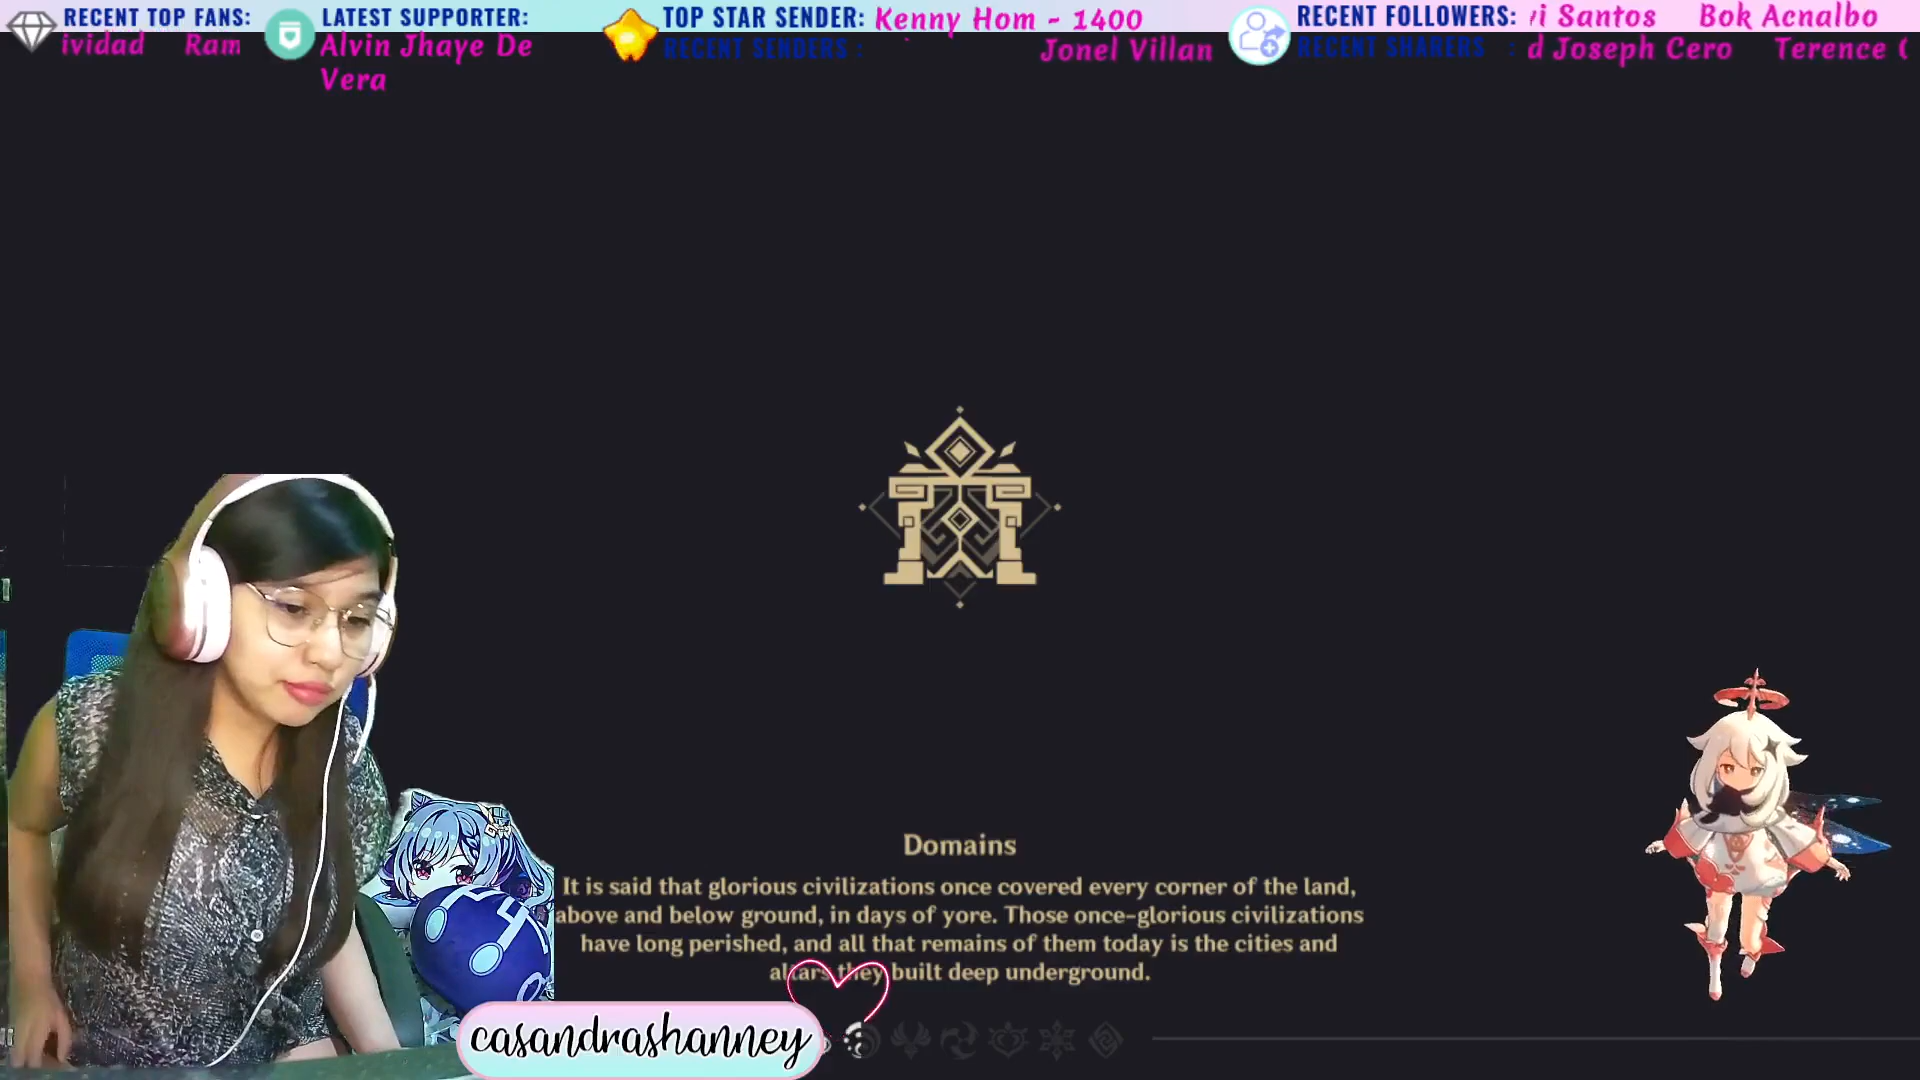 RECENT TOP FANS:
ividad Ram
LATEST SUPPORTER:
Alvin Jhaye De
Vera
TOP STAR SENDER: Kenny Hom - 1400
RECENT SENDERS : Jonel Villan
RECENT FOLLOWERS: i Santos Bok Acnalbo
RECENT SHARERS : d Joseph Cero Terence
Domains
It is said that glorious civilizations once covered every corner of the land,
above and below ground, in days of yore. Those once-glorious civilizations
have long perished, and all that remains of them today is the cities and
altars they built deep underground.
casandrashanney